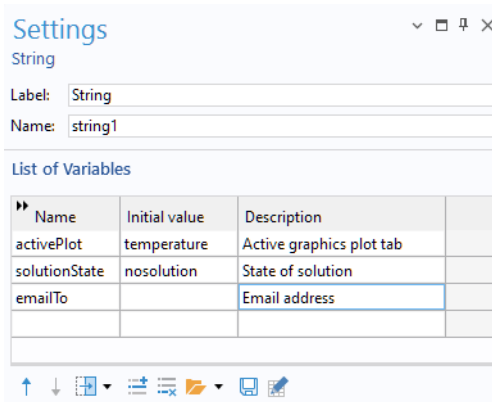 Settings
String
Label: String
Name: string1
List of Variables
Name Initial value Description
activePlot temperature Active graphics plot tab
solutionState nosolution State of solution
emailTo Email address